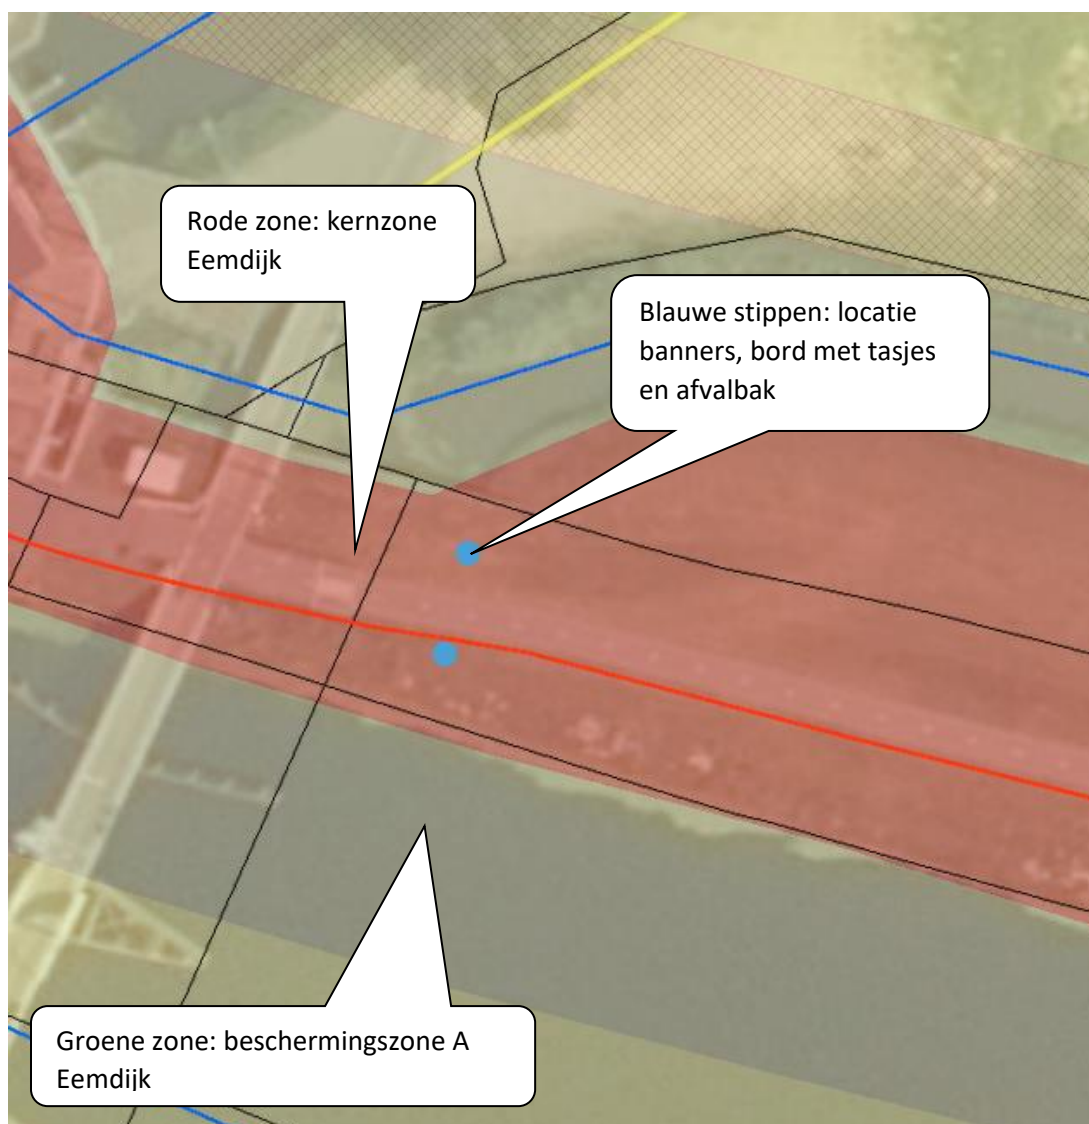 Rode zone: kernzone
Eemdijk
Blauwe stippen: locatie
banners, bord met tasjes
en afvalbak
Groene zone: beschermingszone A
Eemdijk